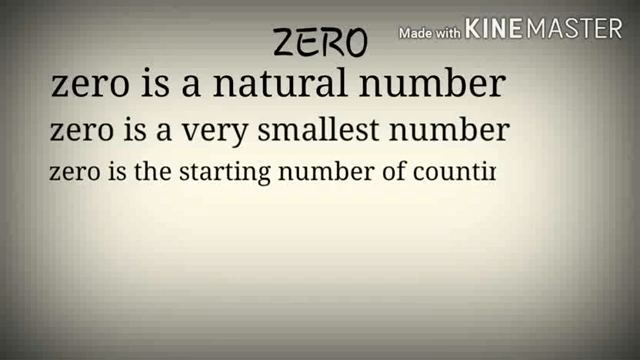 ZERO
Made with KINEMASTER
zero is a natural number
zero is a very smallest number
zero is the starting number of